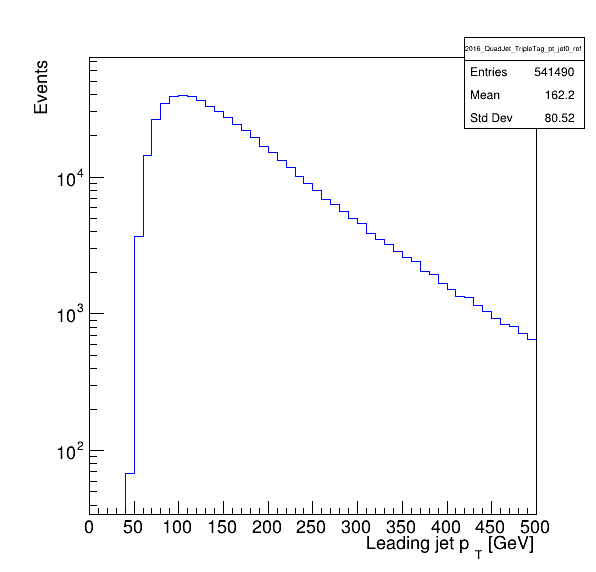 2016_QuadJet_TripleTag_pt_jet0_ref
Entries 541490
Mean 162.2
Std Dev 80.52
Events
10^4
10^3
10^2
0 50 100 150 200 250 300 350 400 450 500
Leading jet p_T [GeV]